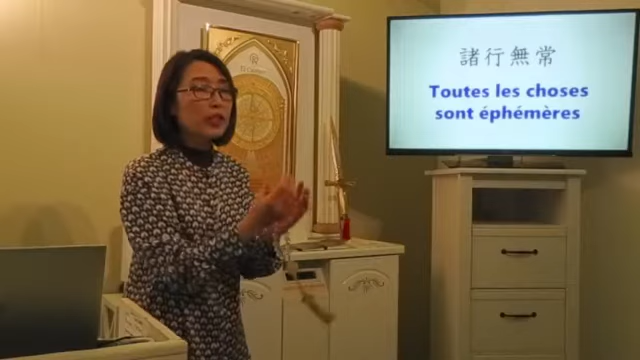 諸行無常
Toutes les choses
sont éphémères